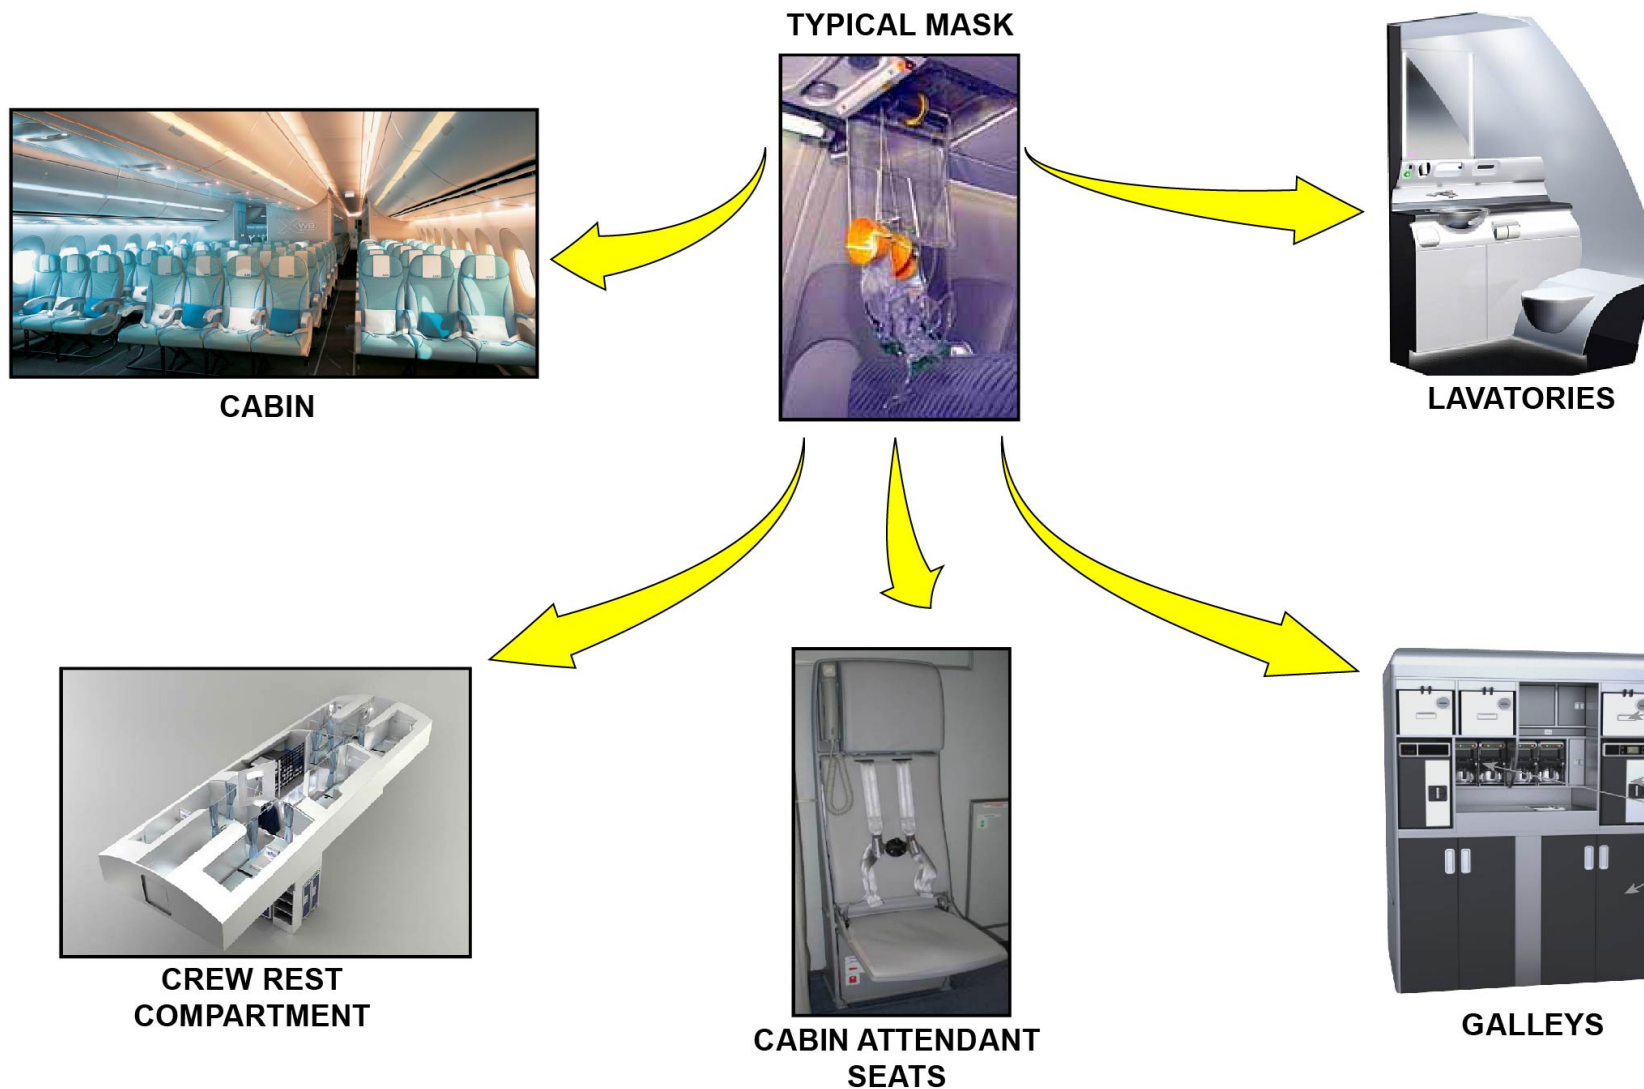 TYPICAL MASK
CABIN
LAVATORIES
CREW REST
COMPARTMENT
CABIN ATTENDANT
SEATS
GALLEYS